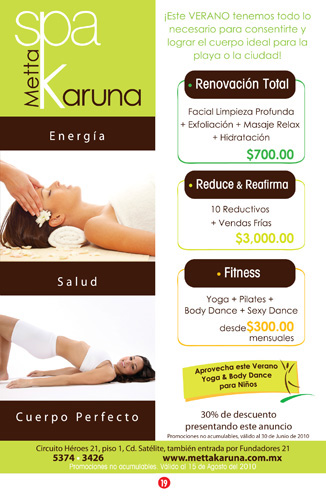 spa
Metta
Karuna
Energía
Salud
Cuerpo Perfecto
¡Este VERANO tenemos todo lo
necesario para consentirte y
lograr el cuerpo ideal para la
playa o la ciudad!
• Renovación Total
Facial Limpieza Profunda
+ Exfoliación + Masaje Relax
+ Hidratación
$700.00
• Reduce & Reafirma
10 Reductivos
+ Vendas Frías
$3,000.00
• Fitness
Yoga + Pilates +
Body Dance + Sexy Dance
desde $300.00
mensuales
Aprovecha este Verano
Yoga & Body Dance
para Niños
30% de descuento
presentando este anuncio
Promociones no acumulables, válido al 30 de Junio de 2010
Circuito Héroes 21, piso 1, Cd. Satélite, también entrada por Fundadores 21
5374 • 3426 www.mettakaruna.com.mx
Promociones no acumulables. Válido al 15 de Agosto del 2010
19